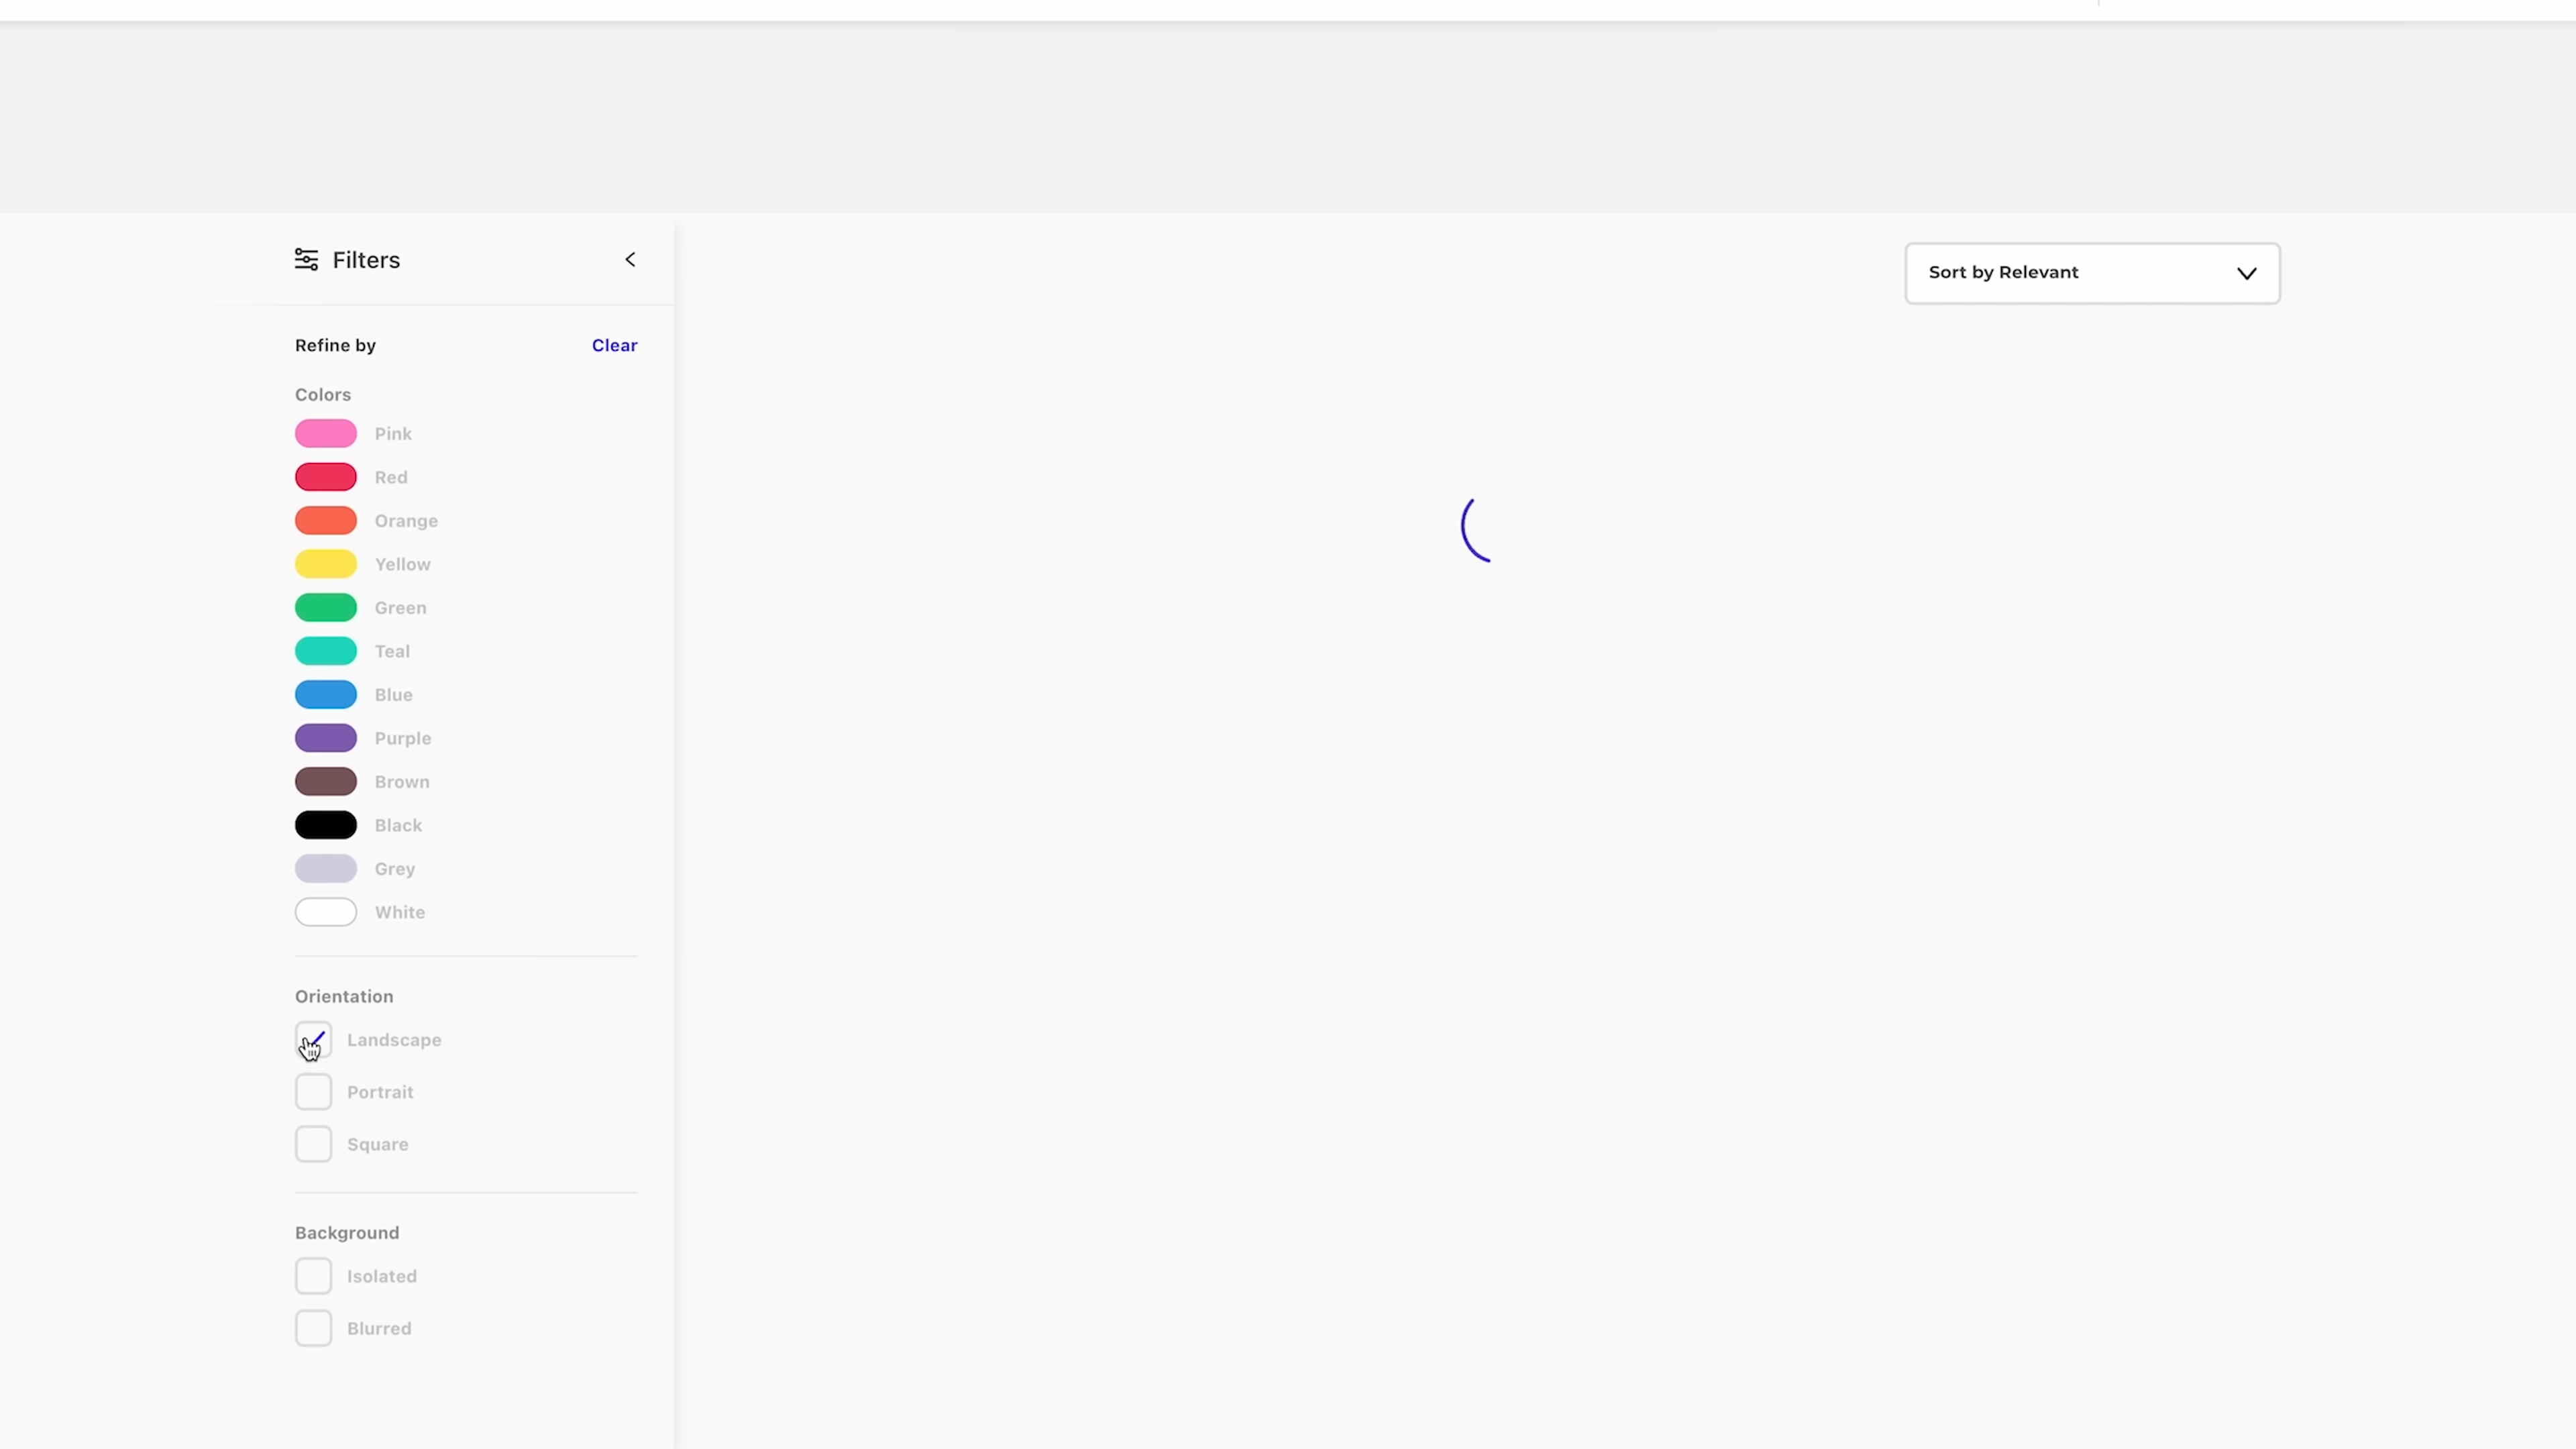 Filters
Sort by Relevant
Refine by
Clear
Colors
Pink
Red
Orange
Yellow
Green
Teal
Blue
Purple
Brown
Black
Grey
White
Orientation
Landscape
Portrait
Square
Background
Isolated
Blurred